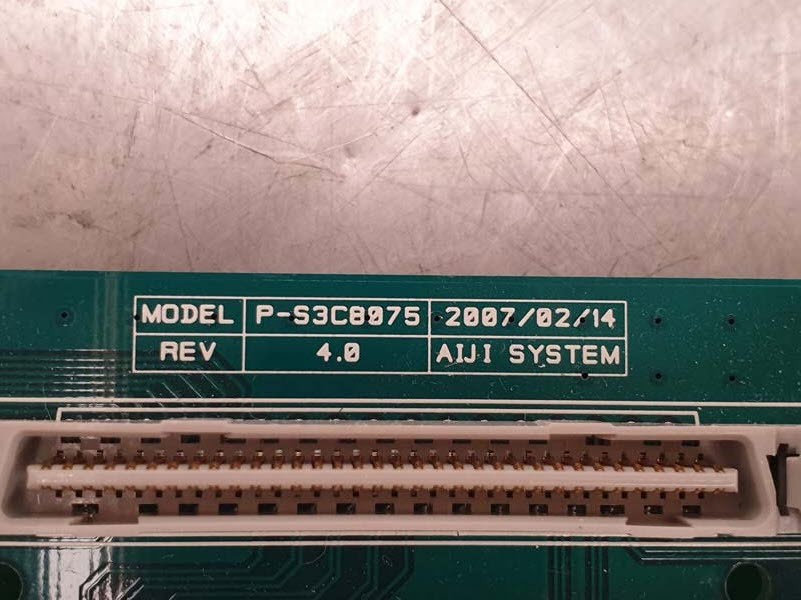 MODEL P-S3C8075 2007/02/14
REV 4.0 AIJI SYSTEM